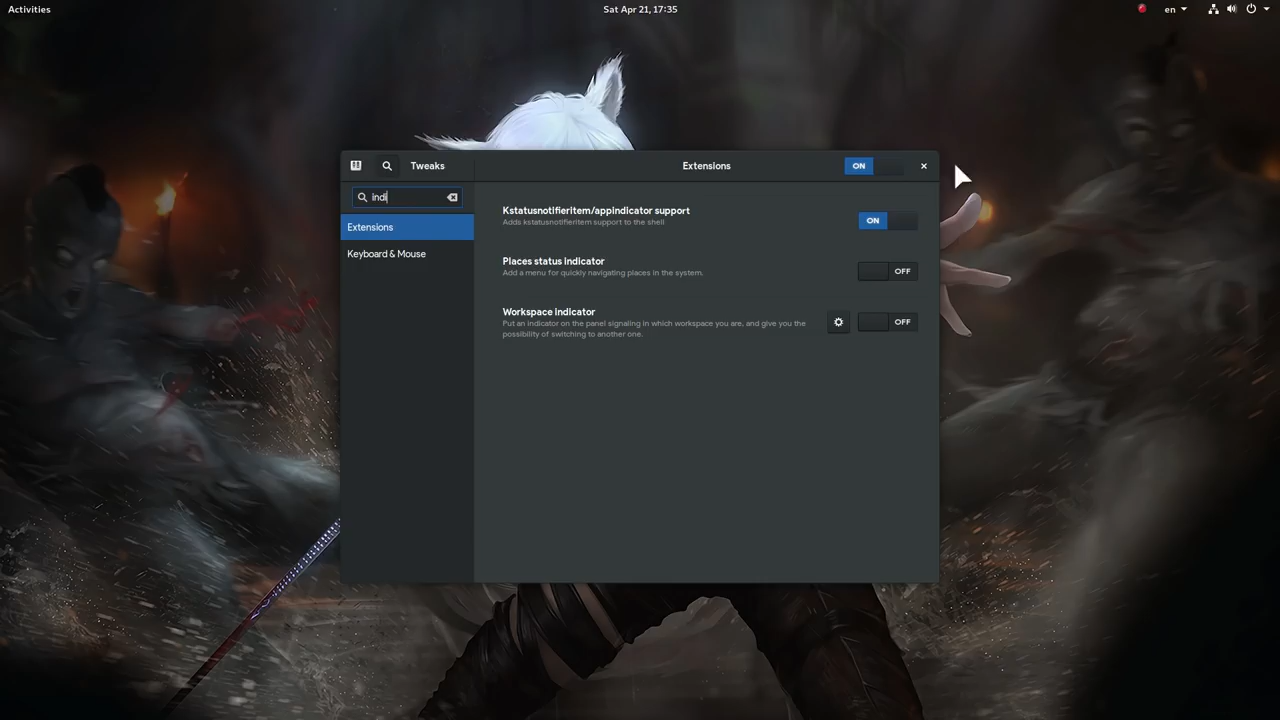 Activities
Sat Apr 21, 17:35
en
Tweaks
Extensions
ON
indi
Extensions
Keyboard & Mouse
Kstatusnotifieritem/appindicator support
Adds kstatusnotifieritem support to the shell
ON
Places status indicator
Add a menu for quickly navigating places in the system.
OFF
Workspace indicator
Put an indicator on the panel signaling in which workspace you are, and give you the
possibility of switching to another one.
OFF